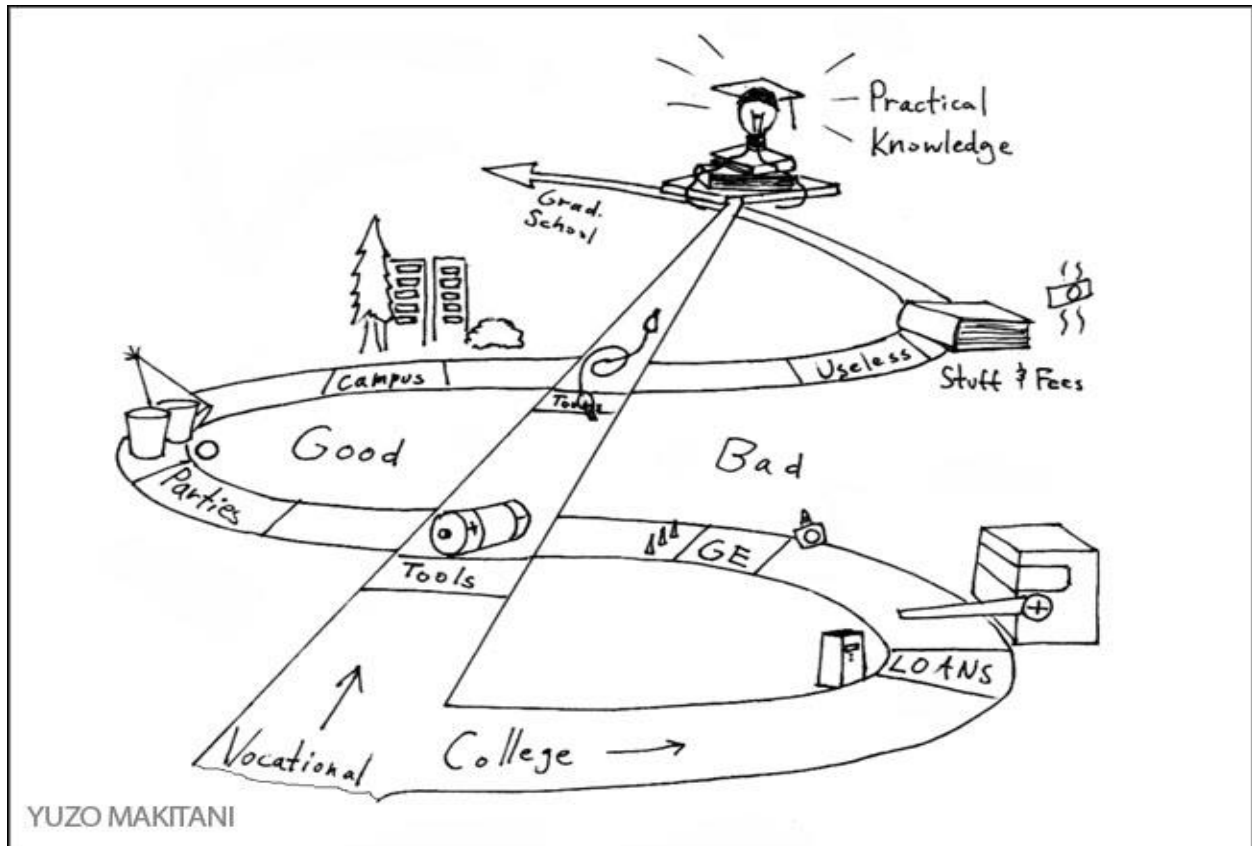 Practical
Knowledge
Grad.
School
Campus
Useless
Stuff & Fees
Good
Bad
Parties
GE
Tools
LOANS
Vocational
College
YUZO MAKITANI